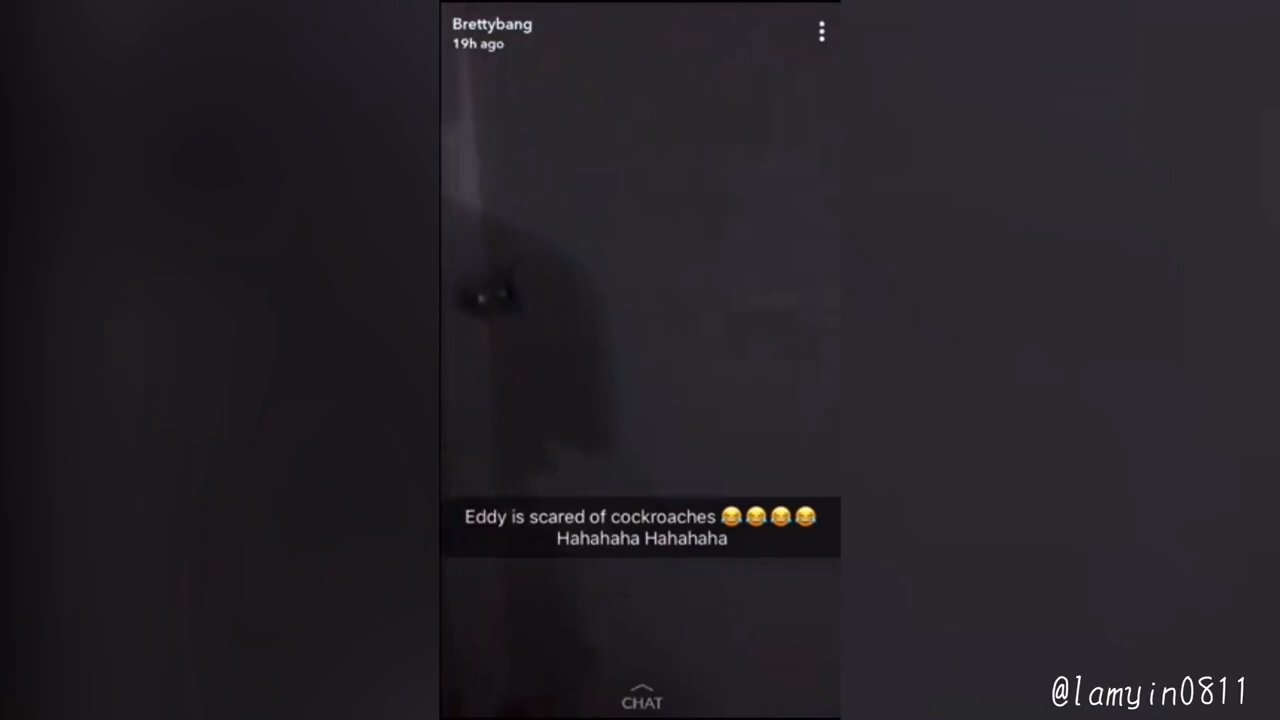 Brettybang
19h ago
Eddy is scared of cockroaches 😂😂😂😂
Hahahaha Hahahaha
CHAT
@lamyin0811